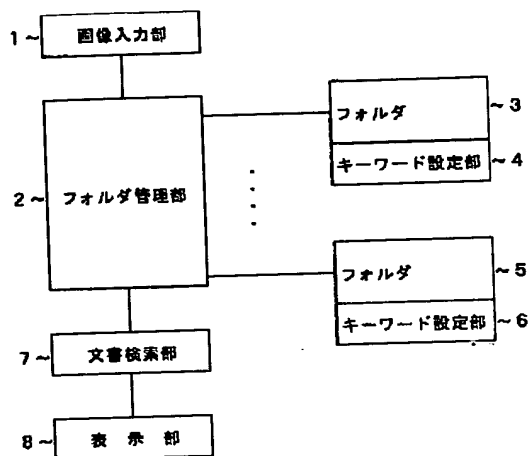 1～ 画像入力部
フォルダ ～3
キーワード設定部 ～4
2～ フォルダ管理部
フォルダ ～5
キーワード設定部 ～6
7～ 文書検索部
8～ 表示部